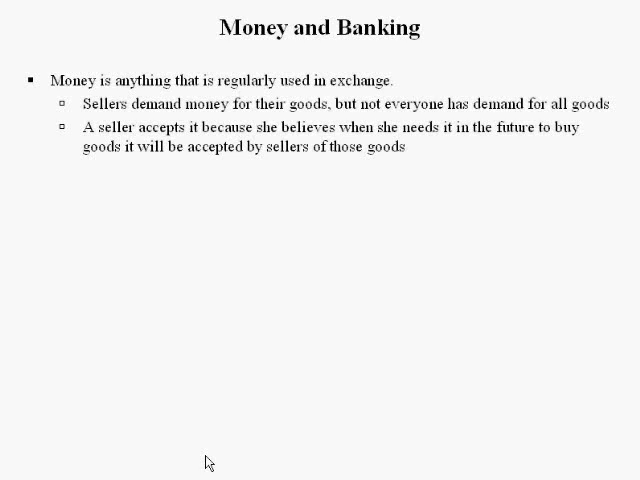 Money and Banking
Money is anything that is regularly used in exchange.
Sellers demand money for their goods, but not everyone has demand for all goods
A seller accepts it because she believes when she needs it in the future to buy
goods it will be accepted by sellers of those goods